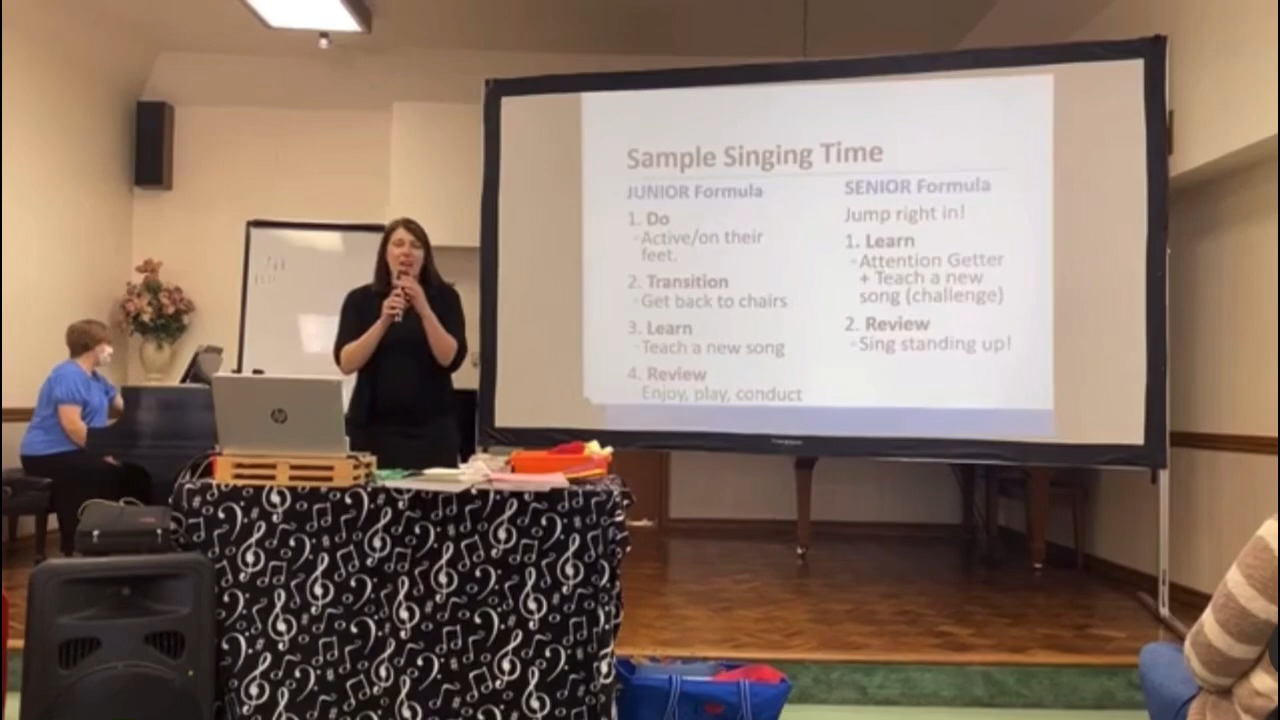 Sample Singing Time
JUNIOR Formula
1. Do
Active/on their
feet.
2. Transition
Get back to chairs
3. Learn
Teach a new song
4. Review
Enjoy, play, conduct
SENIOR Formula
Jump right in!
1. Learn
Attention Getter
+ Teach a new
song (challenge)
2. Review
Sing standing up!
hp